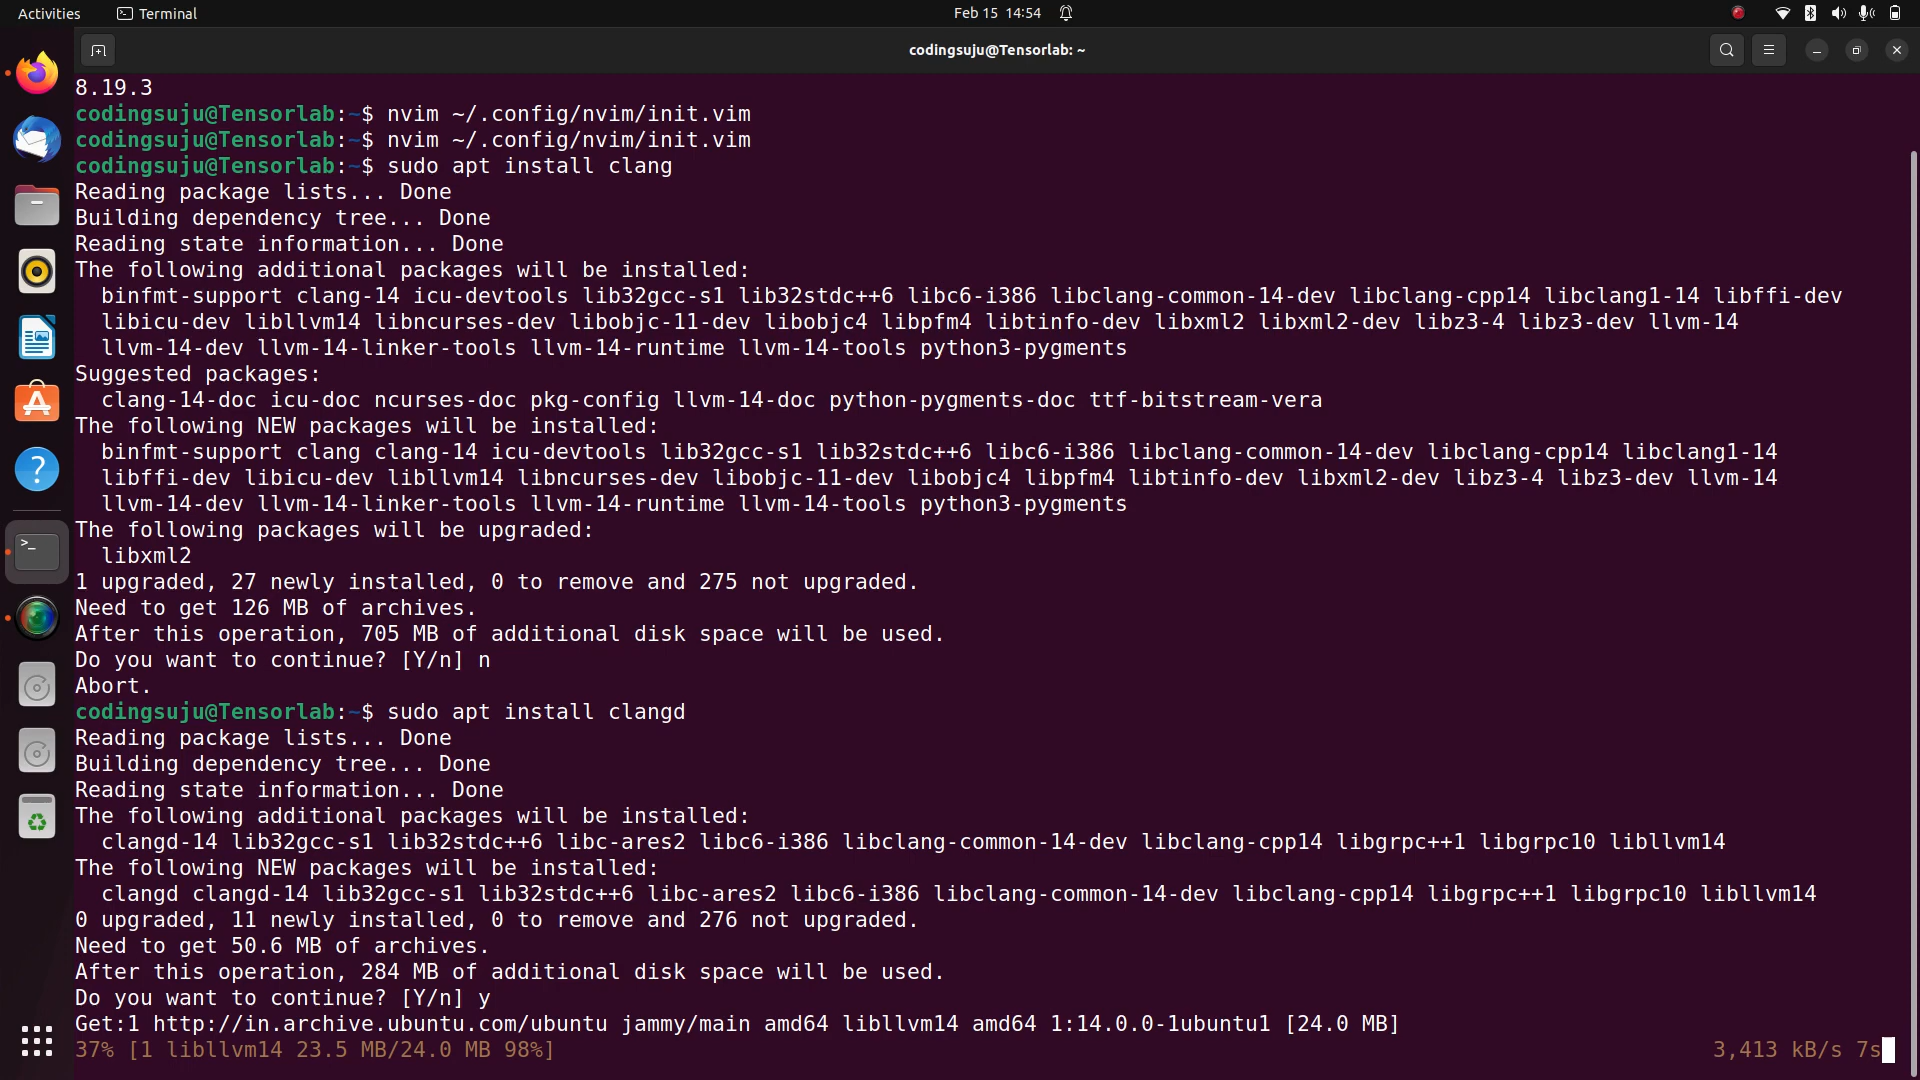 Activities Terminal Feb 15 14:54
codingsuju@Tensorlab: ~
8.19.3
codingsuju@Tensorlab:~$ nvim ~/.config/nvim/init.vim
codingsuju@Tensorlab:~$ nvim ~/.config/nvim/init.vim
codingsuju@Tensorlab:~$ sudo apt install clang
Reading package lists... Done
Building dependency tree... Done
Reading state information... Done
The following additional packages will be installed:
  binfmt-support clang-14 icu-devtools lib32gcc-s1 lib32stdc++6 libc6-i386 libclang-common-14-dev libclang-cpp14 libclang1-14 libffi-dev
  libicu-dev libllvm14 libncurses-dev libobjc-11-dev libobjc4 libpfm4 libtinfo-dev libxml2 libxml2-dev libz3-4 libz3-dev llvm-14
  llvm-14-dev llvm-14-linker-tools llvm-14-runtime llvm-14-tools python3-pygments
Suggested packages:
  clang-14-doc icu-doc ncurses-doc pkg-config llvm-14-doc python-pygments-doc ttf-bitstream-vera
The following NEW packages will be installed:
  binfmt-support clang clang-14 icu-devtools lib32gcc-s1 lib32stdc++6 libc6-i386 libclang-common-14-dev libclang-cpp14 libclang1-14
  libffi-dev libicu-dev libllvm14 libncurses-dev libobjc-11-dev libobjc4 libpfm4 libtinfo-dev libxml2-dev libz3-4 libz3-dev llvm-14
  llvm-14-dev llvm-14-linker-tools llvm-14-runtime llvm-14-tools python3-pygments
The following packages will be upgraded:
  libxml2
1 upgraded, 27 newly installed, 0 to remove and 275 not upgraded.
Need to get 126 MB of archives.
After this operation, 705 MB of additional disk space will be used.
Do you want to continue? [Y/n] n
Abort.
codingsuju@Tensorlab:~$ sudo apt install clangd
Reading package lists... Done
Building dependency tree... Done
Reading state information... Done
The following additional packages will be installed:
  clangd-14 lib32gcc-s1 lib32stdc++6 libc-ares2 libc6-i386 libclang-common-14-dev libclang-cpp14 libgrpc++1 libgrpc10 libllvm14
The following NEW packages will be installed:
  clangd clangd-14 lib32gcc-s1 lib32stdc++6 libc-ares2 libc6-i386 libclang-common-14-dev libclang-cpp14 libgrpc++1 libgrpc10 libllvm14
0 upgraded, 11 newly installed, 0 to remove and 276 not upgraded.
Need to get 50.6 MB of archives.
After this operation, 284 MB of additional disk space will be used.
Do you want to continue? [Y/n] y
Get:1 http://in.archive.ubuntu.com/ubuntu jammy/main amd64 libllvm14 amd64 1:14.0.0-1ubuntu1 [24.0 MB]
37% [1 libllvm14 23.5 MB/24.0 MB 98%] 3,413 kB/s 7s